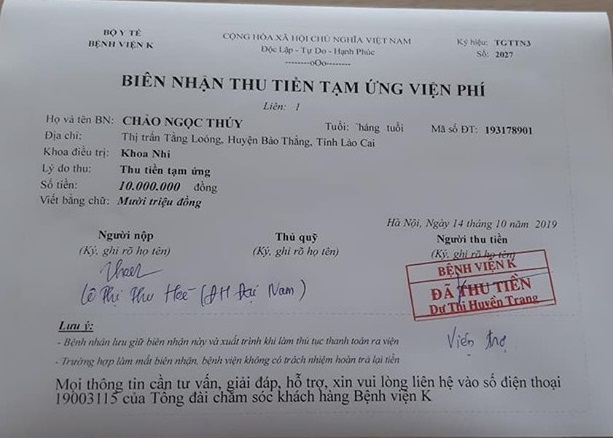 BỘ Y TẾ
BỆNH VIỆN K
CỘNG HÒA XÃ HỘI CHỦ NGHĨA VIỆT NAM
Độc Lập - Tự Do - Hạnh Phúc
--------oOo--------
Ký hiệu: TGTTN3
Số: 2027
BIÊN NHẬN THU TIỀN TẠM ỨNG VIỆN PHÍ
Liên: 1
Họ và tên BN: CHẢO NGỌC THÚY Tuổi: háng tuổi Mã số ĐT: 193178901
Địa chỉ: Thị trấn Tằng Loỏng, Huyện Bảo Thắng, Tỉnh Lào Cai
Khoa điều trị: Khoa Nhi
Lý do thu: Thu tiền tạm ứng
Số tiền: 10.000.000 đồng
Viết bằng chữ: Mười triệu đồng
Hà Nội, Ngày 14 tháng 10 năm 2019
Người nộp Thủ quỹ Người thu tiền
(Ký, ghi rõ họ tên) (Ký, ghi rõ họ tên) (Ký, ghi rõ họ tên)
BỆNH VIỆN K
ĐÃ THU TIỀN
Dư Thị Huyền Trang
Lê Thị Thu (ĐH Đại Nam)
Viện trợ
Lưu ý:
- Bệnh nhân lưu giữ biên nhận này và xuất trình khi làm thủ tục thanh toán ra viện
- Trường hợp làm mất biên nhận, bệnh viện không có trách nhiệm hoàn trả lại tiền
Mọi thông tin cần tư vấn, giải đáp, hỗ trợ, xin vui lòng liên hệ vào số điện thoại
19003115 của Tổng đài chăm sóc khách hàng Bệnh viện K